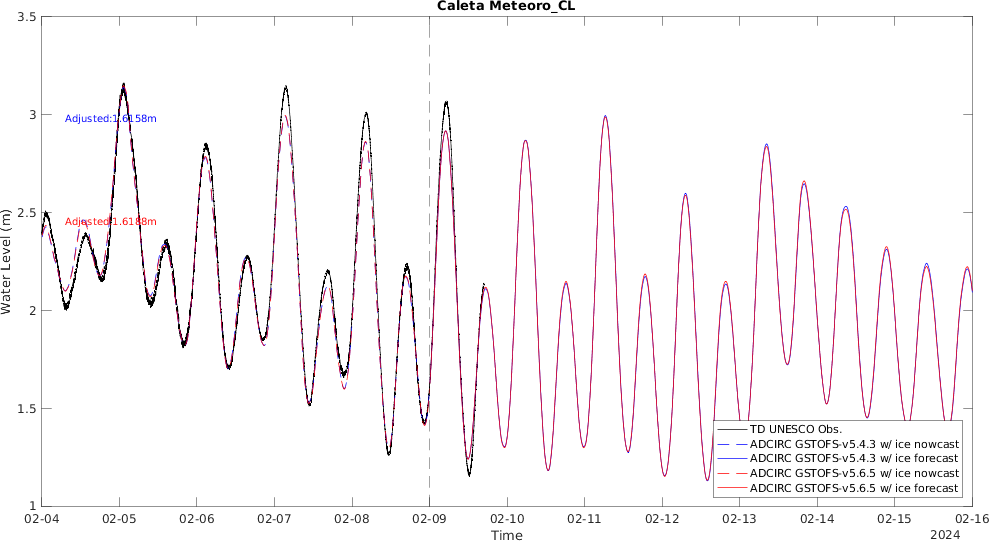 Caleta Meteoro_CL
3.5
3
2.5
2
1.5
1
Water Level (m)
Adjusted:1.6158m
Adjusted:1.6188m
TD UNESCO Obs.
ADCIRC GSTOFS-v5.4.3 w/ ice nowcast
ADCIRC GSTOFS-v5.4.3 w/ ice forecast
ADCIRC GSTOFS-v5.6.5 w/ ice nowcast
ADCIRC GSTOFS-v5.6.5 w/ ice forecast
02-04 02-05 02-06 02-07 02-08 02-09 02-10 02-11 02-12 02-13 02-14 02-15 02-16
Time
2024